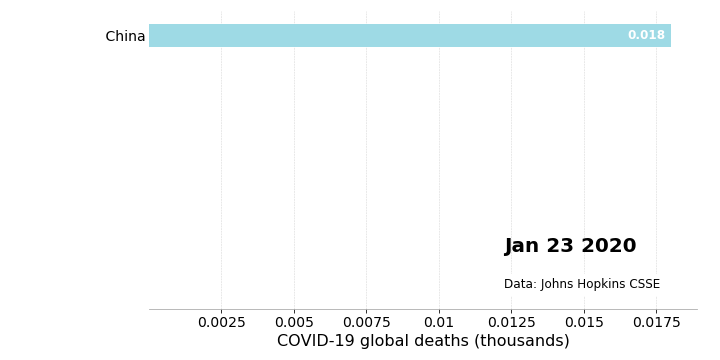 China
0.018
Jan 23 2020
Data: Johns Hopkins CSSE
0.0025 0.005 0.0075 0.01 0.0125 0.015 0.0175
COVID-19 global deaths (thousands)